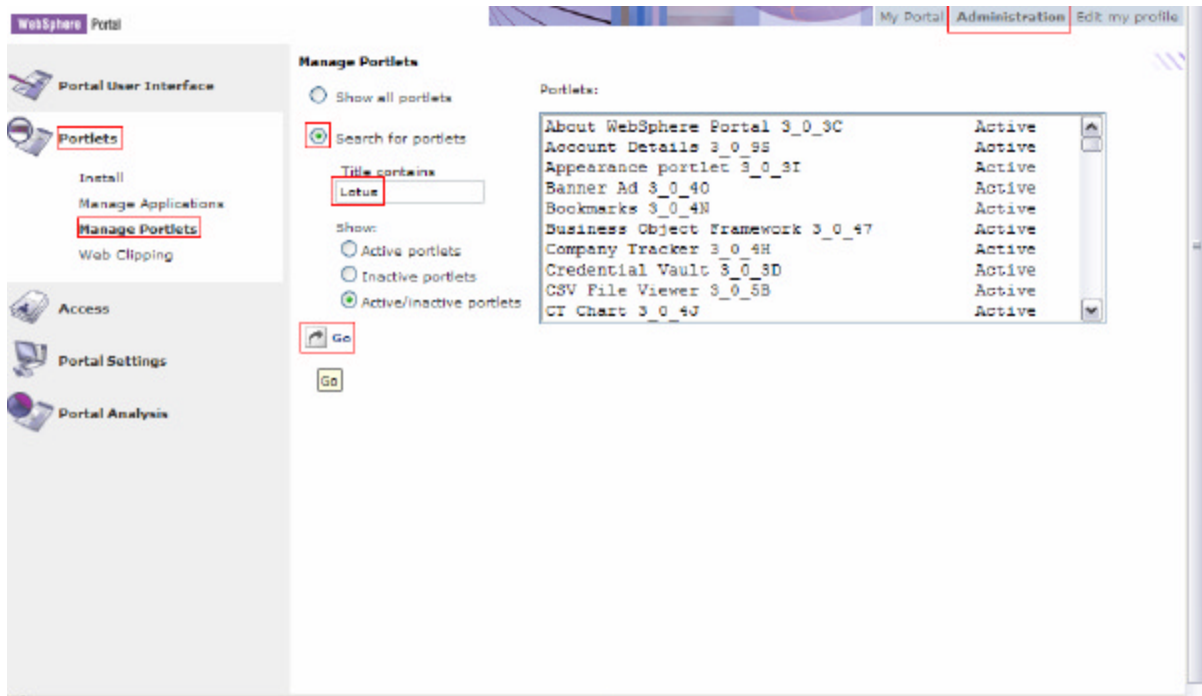 WebSphere Portal
My Portal Administration Edit my profile
Portal User Interface
Portlets
Install
Manage Applications
Manage Portlets
Web Clipping
Access
Portal Settings
Portal Analysis
Manage Portlets
Show all portlets
Search for portlets
Title contains
Lotus
Show:
Active portlets
Inactive portlets
Active/inactive portlets
Go
Go
Portlets:
About WebSphere Portal 3_0_3C Active
Account Details 3_0_9S Active
Appearance portlet 3_0_3I Active
Banner Ad 3_0_4O Active
Bookmarks 3_0_4N Active
Business Object Framework 3_0_47 Active
Company Tracker 3_0_4H Active
Credential Vault 3_0_3D Active
CSV File Viewer 3_0_5B Active
CT Chart 3_0_4J Active